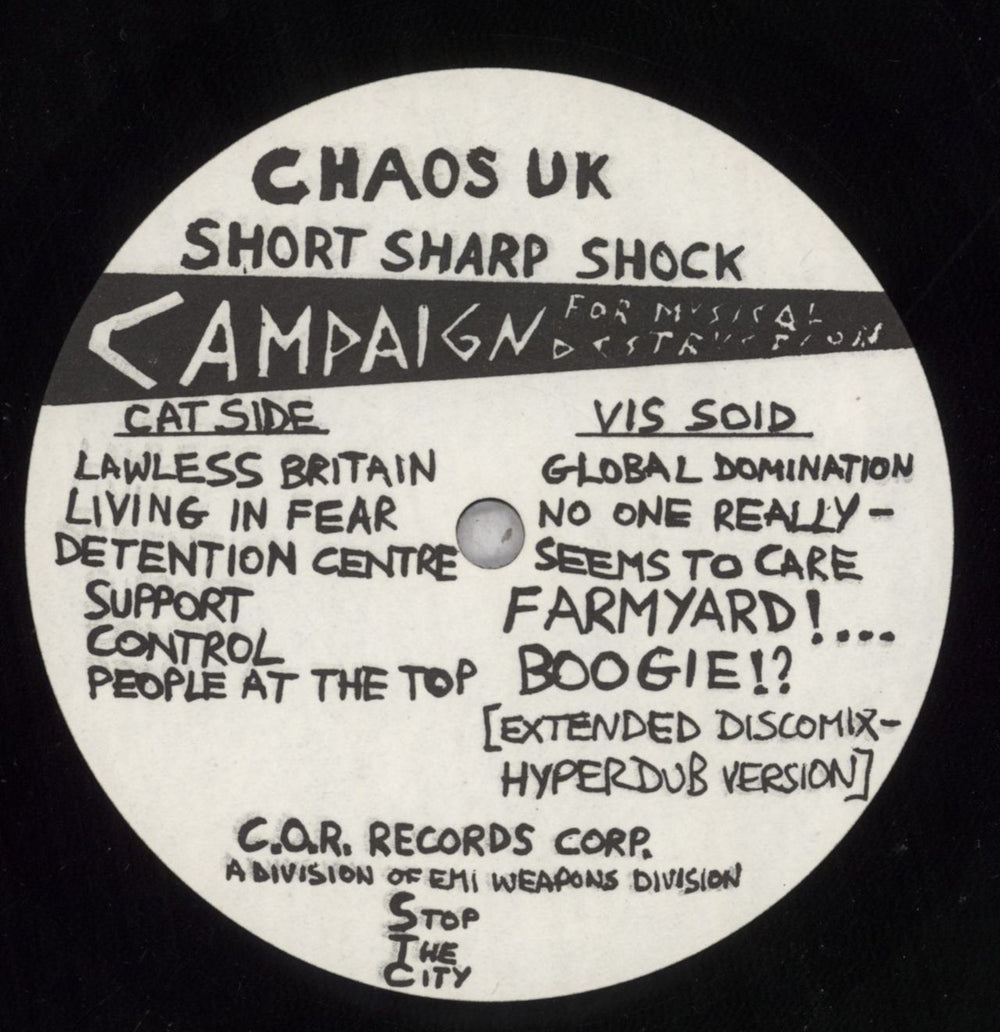 CHAOS UK
SHORT SHARP SHOCK
CAMPAIGN FOR MUSICAL
DESTRUCTION
CAT SIDE
LAWLESS BRITAIN
LIVING IN FEAR
DETENTION CENTRE
SUPPORT
CONTROL
PEOPLE AT THE TOP
VIS SOID
GLOBAL DOMINATION
NO ONE REALLY-
SEEMS TO CARE
FARMYARD!....
BOOGIE!?
[EXTENDED DISCOMIX-
HYPERDUB VERSION]
C.O.R. RECORDS CORP.
A DIVISION OF EMI WEAPONS DIVISION
STOP
THE
CITY